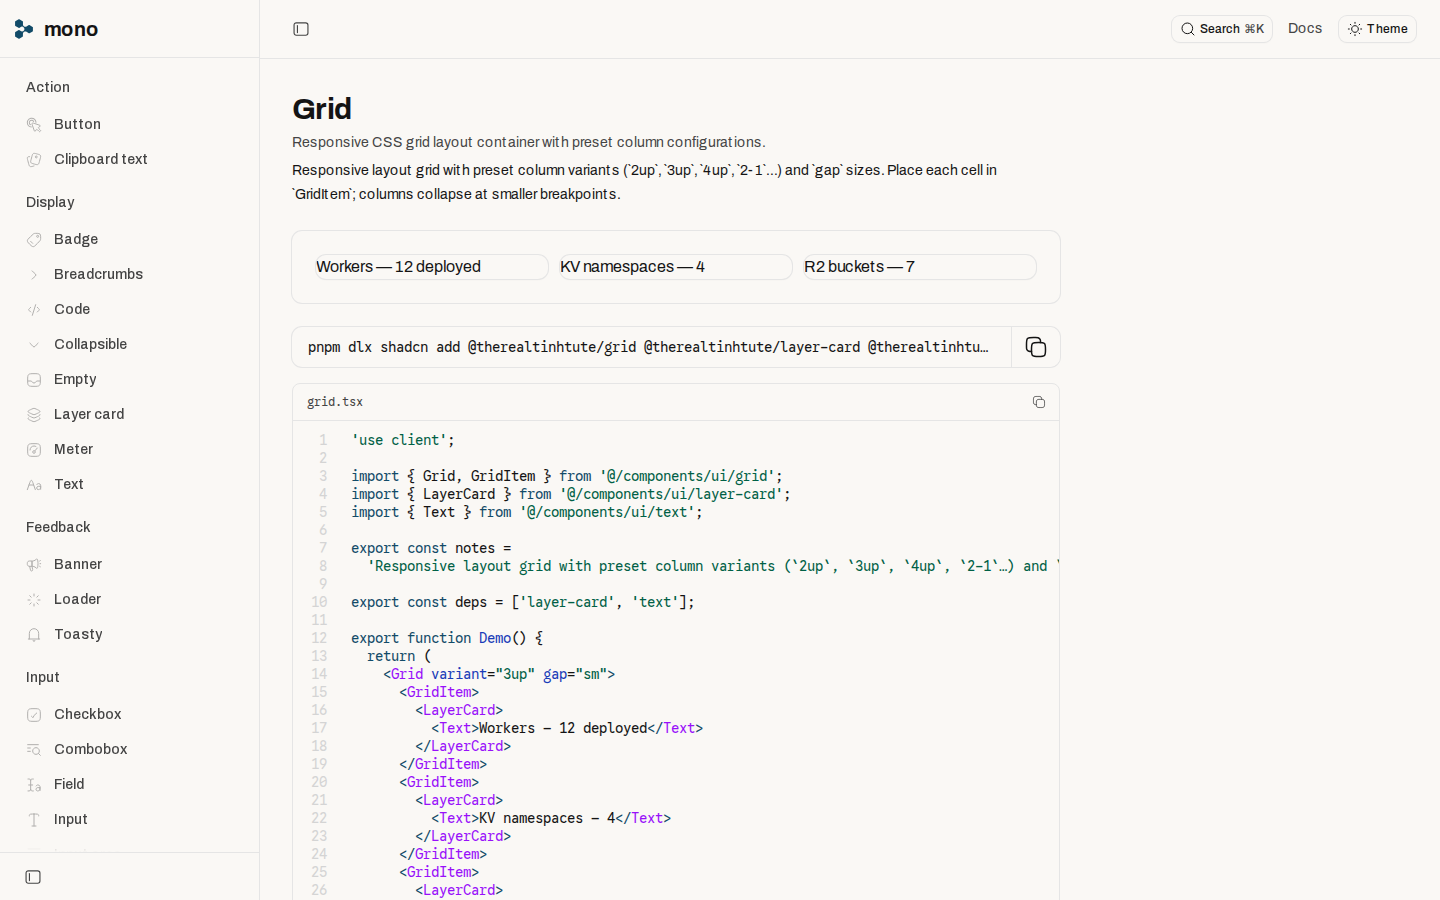 mono
Search ⌘K
Docs
Theme
Action
Button
Clipboard text
Display
Badge
Breadcrumbs
Code
Collapsible
Empty
Layer card
Meter
Text
Feedback
Banner
Loader
Toasty
Input
Checkbox
Combobox
Field
Input
Grid
Responsive CSS grid layout container with preset column configurations.
Responsive layout grid with preset column variants (`2up`, `3up`, `4up`, `2-1`…) and `gap` sizes. Place each cell in
`GridItem`; columns collapse at smaller breakpoints.
Workers — 12 deployed
KV namespaces — 4
R2 buckets — 7
pnpm dlx shadcn add @therealtinhtute/grid @therealtinhtute/layer-card @therealtinhtu…
grid.tsx
1 'use client';
2
3 import { Grid, GridItem } from '@/components/ui/grid';
4 import { LayerCard } from '@/components/ui/layer-card';
5 import { Text } from '@/components/ui/text';
6
7 export const notes =
8 'Responsive layout grid with preset column variants (`2up`, `3up`, `4up`, `2-1`…) and `
9
10 export const deps = ['layer-card', 'text'];
11
12 export function Demo() {
13 return (
14 <Grid variant="3up" gap="sm">
15 <GridItem>
16 <LayerCard>
17 <Text>Workers — 12 deployed</Text>
18 </LayerCard>
19 </GridItem>
20 <GridItem>
21 <LayerCard>
22 <Text>KV namespaces — 4</Text>
23 </LayerCard>
24 </GridItem>
25 <GridItem>
26 <LayerCard>